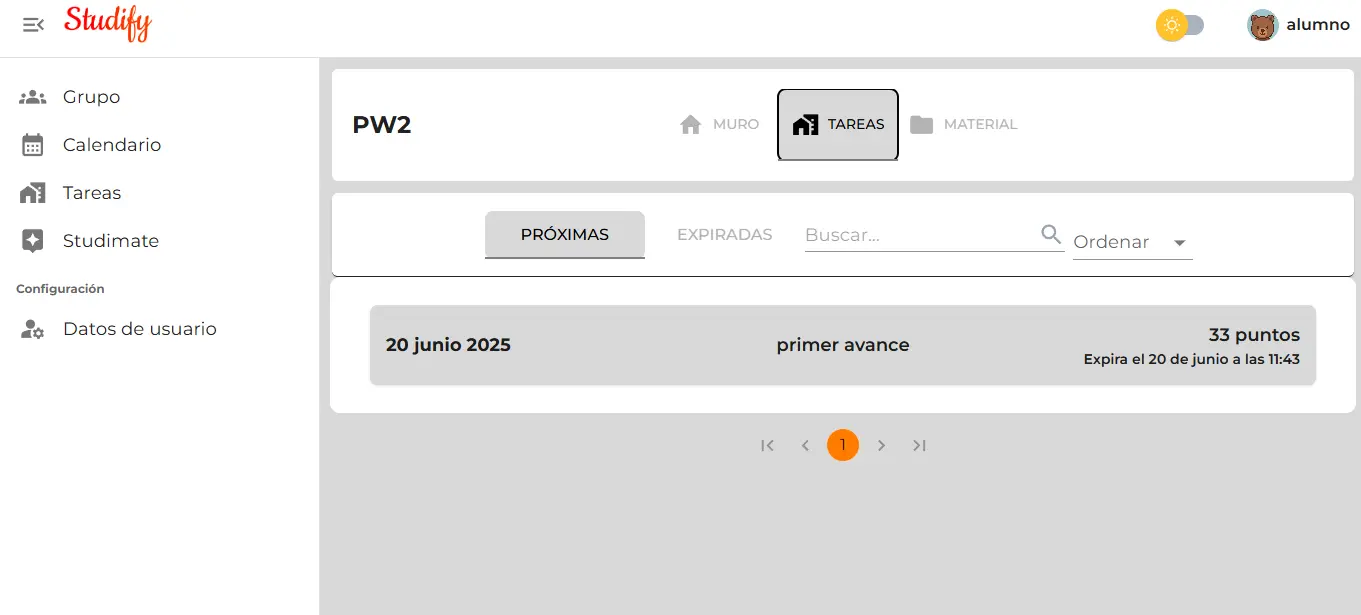 Studify
alumno
Grupo
Calendario
Tareas
Studimate
Configuración
Datos de usuario
PW2
MURO
TAREAS
MATERIAL
PRÓXIMAS
EXPIRADAS
Buscar...
Ordenar
20 junio 2025
primer avance
33 puntos
Expira el 20 de junio a las 11:43
1